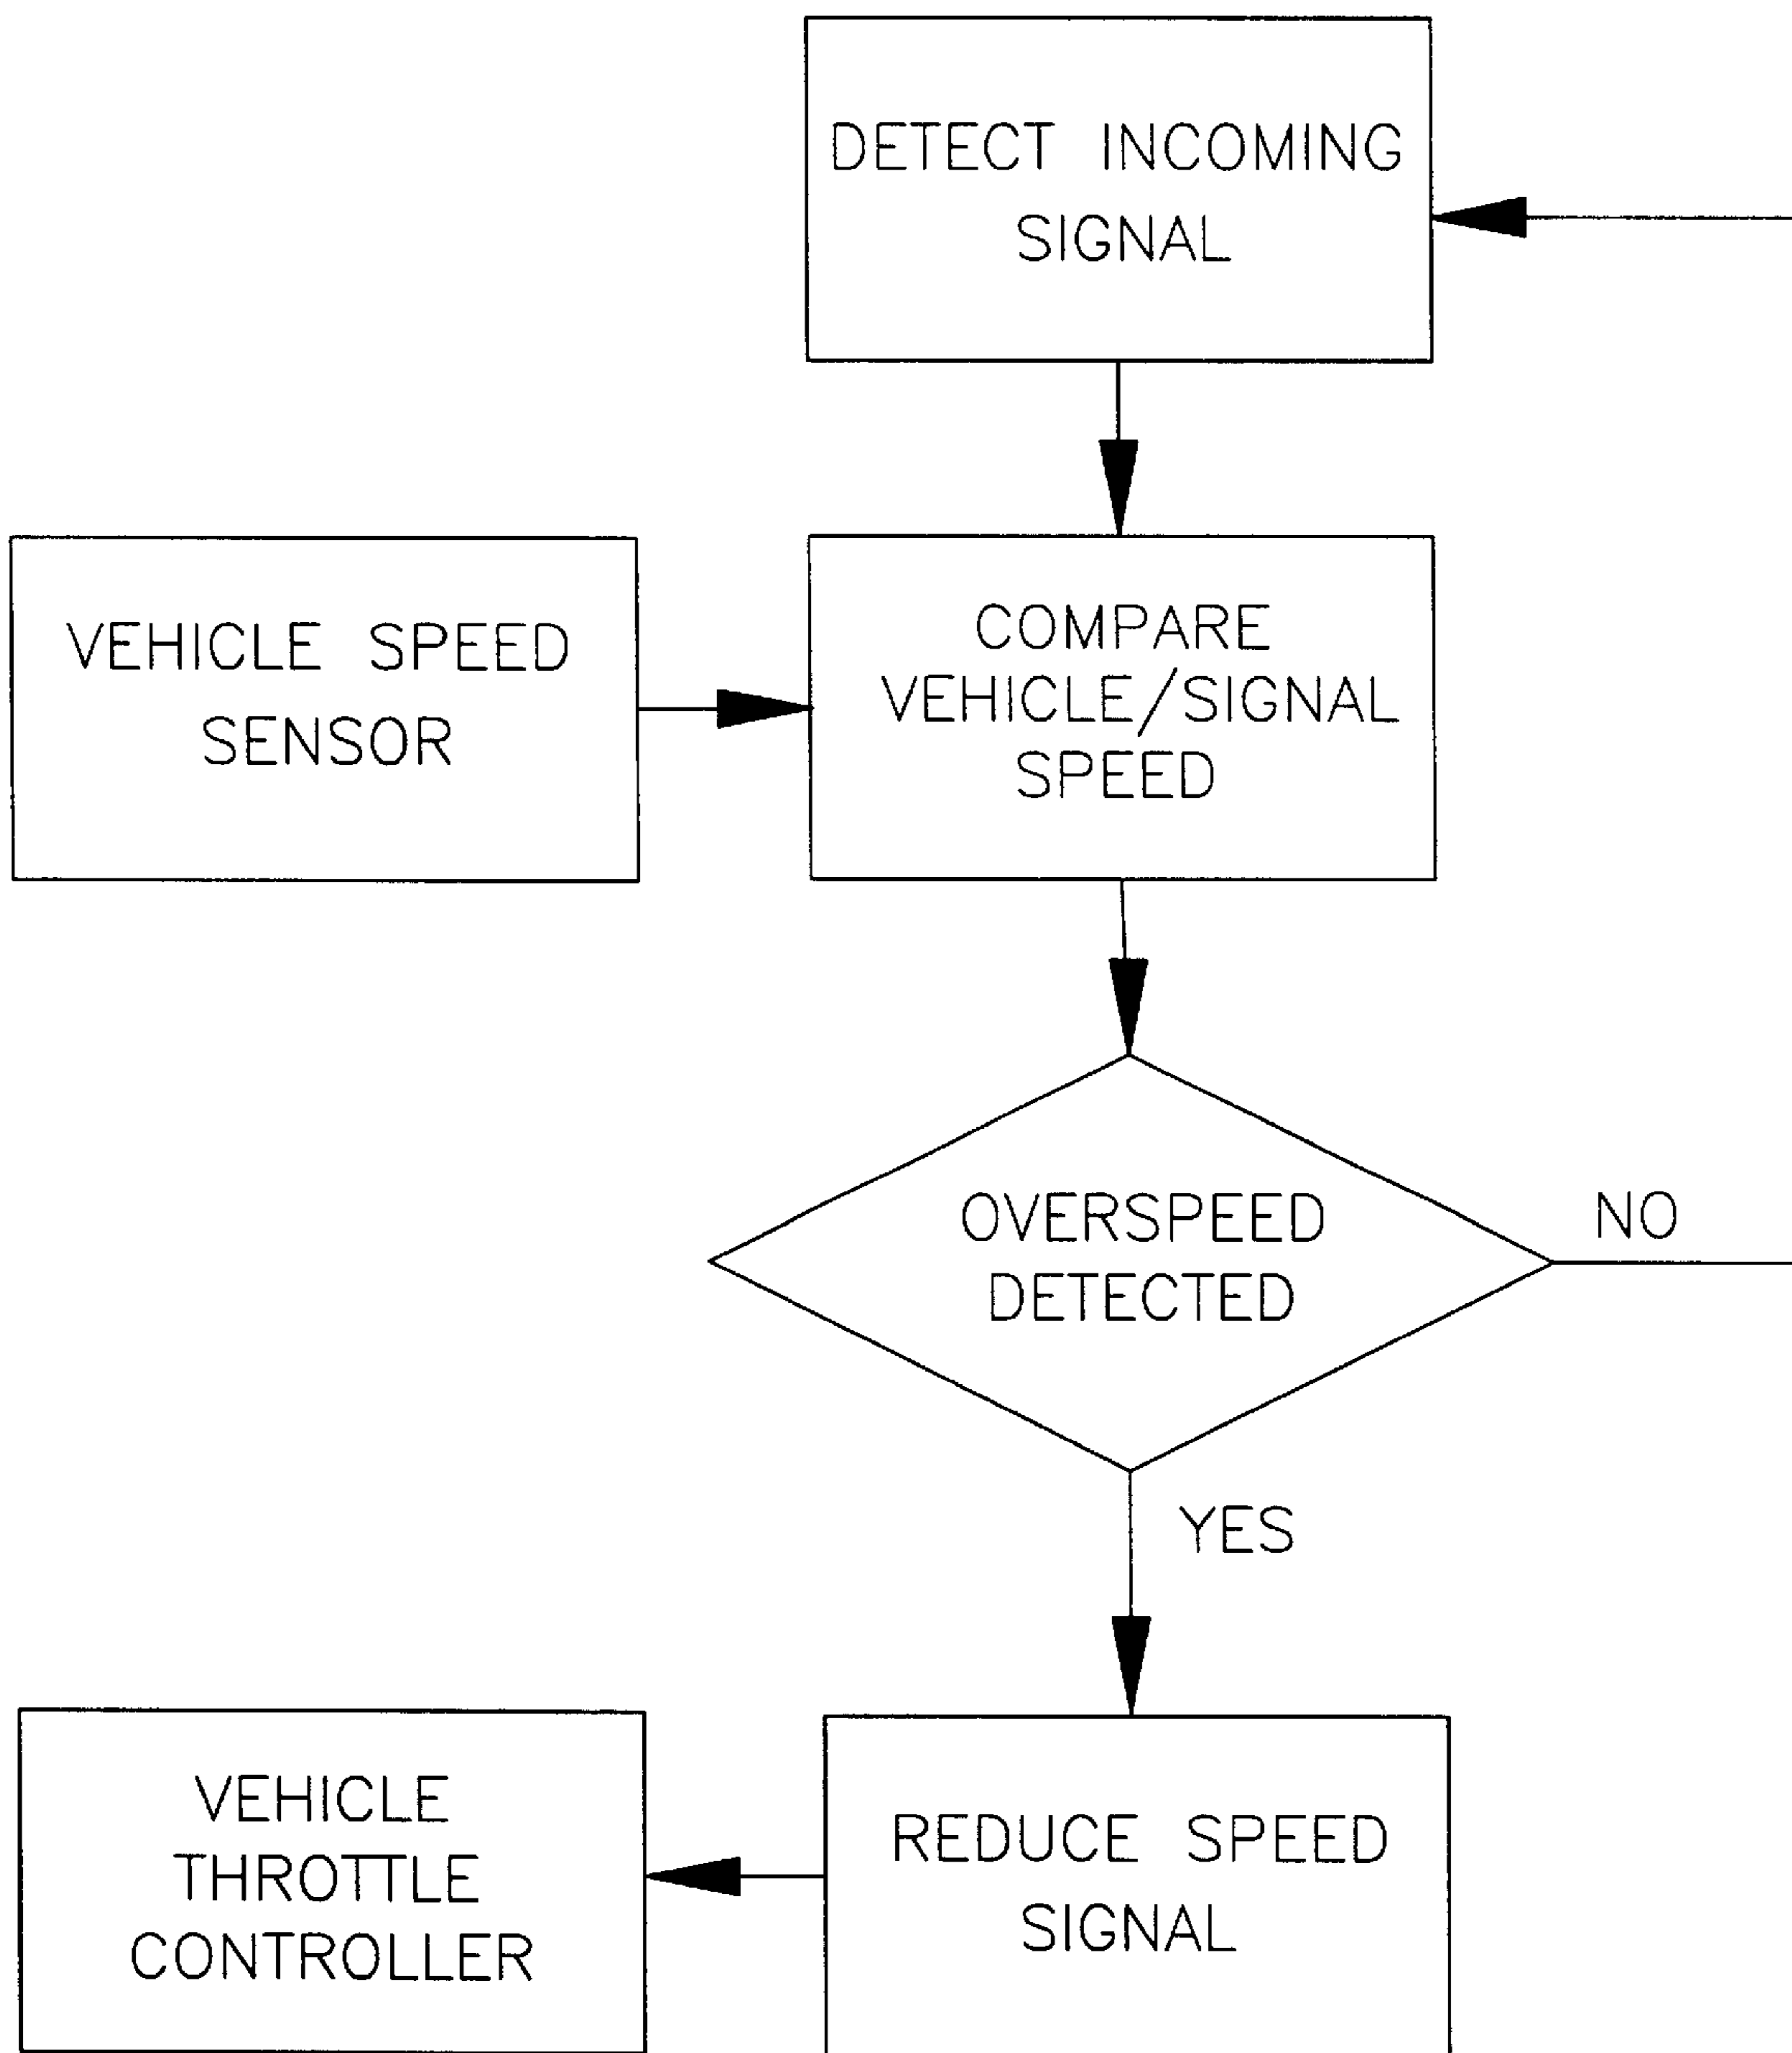 DETECT INCOMING
SIGNAL
VEHICLE SPEED
SENSOR
COMPARE
VEHICLE/SIGNAL
SPEED
OVERSPEED
DETECTED
NO
YES
VEHICLE
THROTTLE
CONTROLLER
REDUCE SPEED
SIGNAL